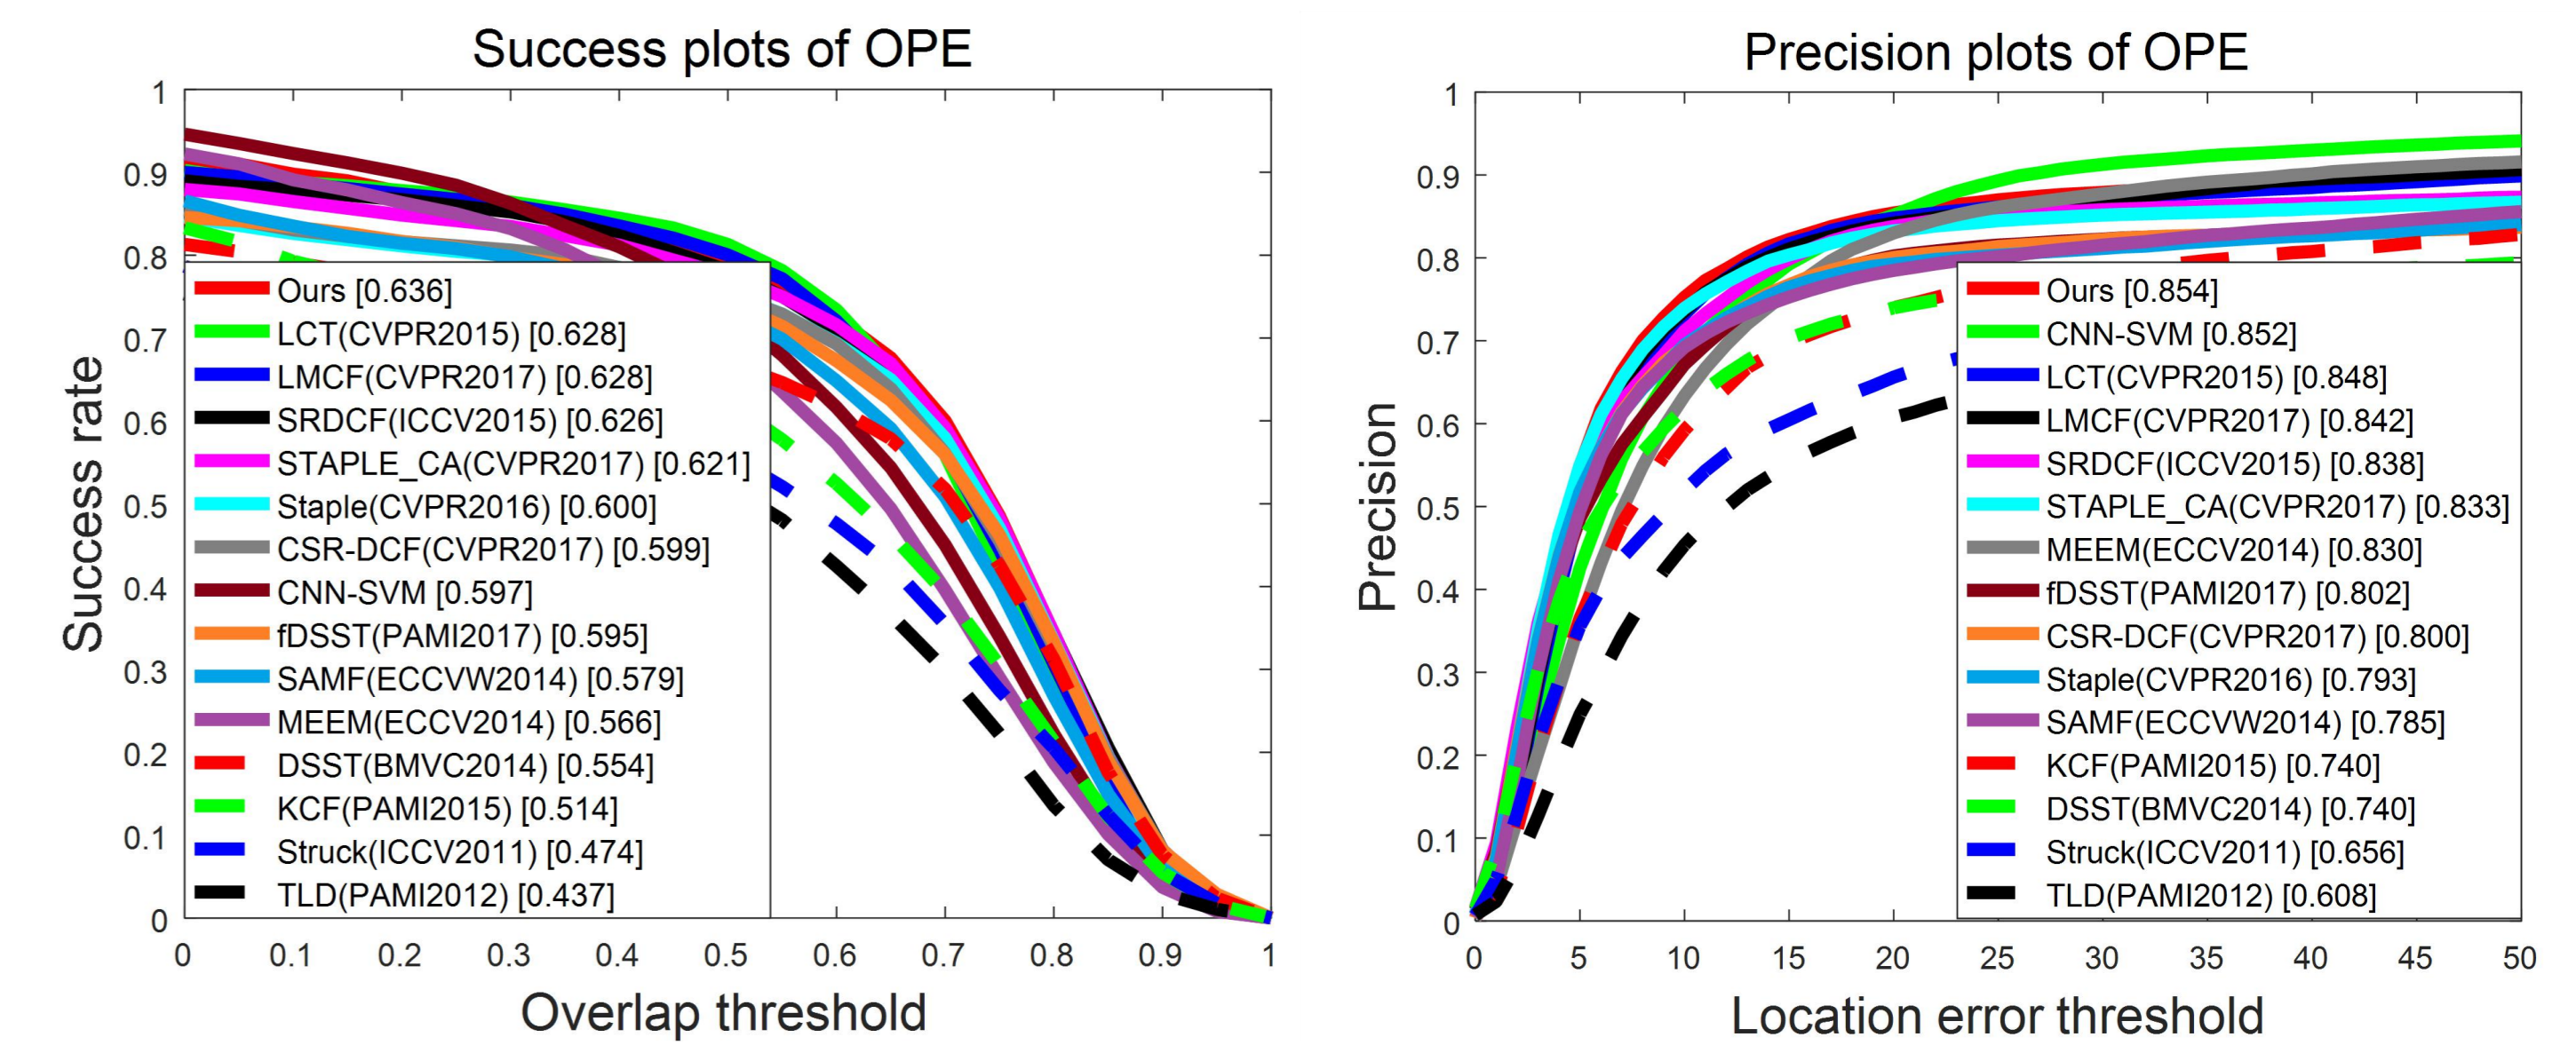 Success plots of OPE
Success rate
1
0.9
0.8
0.7
0.6
0.5
0.4
0.3
0.2
0.1
0
Ours [0.636]
LCT(CVPR2015) [0.628]
LMCF(CVPR2017) [0.628]
SRDCF(ICCV2015) [0.626]
STAPLE_CA(CVPR2017) [0.621]
Staple(CVPR2016) [0.600]
CSR-DCF(CVPR2017) [0.599]
CNN-SVM [0.597]
fDSST(PAMI2017) [0.595]
SAMF(ECCVW2014) [0.579]
MEEM(ECCV2014) [0.566]
DSST(BMVC2014) [0.554]
KCF(PAMI2015) [0.514]
Struck(ICCV2011) [0.474]
TLD(PAMI2012) [0.437]
0 0.1 0.2 0.3 0.4 0.5 0.6 0.7 0.8 0.9 1
Overlap threshold
Precision plots of OPE
Precision
1
0.9
0.8
0.7
0.6
0.5
0.4
0.3
0.2
0.1
0
Ours [0.854]
CNN-SVM [0.852]
LCT(CVPR2015) [0.848]
LMCF(CVPR2017) [0.842]
SRDCF(ICCV2015) [0.838]
STAPLE_CA(CVPR2017) [0.833]
MEEM(ECCV2014) [0.830]
fDSST(PAMI2017) [0.802]
CSR-DCF(CVPR2017) [0.800]
Staple(CVPR2016) [0.793]
SAMF(ECCVW2014) [0.785]
KCF(PAMI2015) [0.740]
DSST(BMVC2014) [0.740]
Struck(ICCV2011) [0.656]
TLD(PAMI2012) [0.608]
0 5 10 15 20 25 30 35 40 45 50
Location error threshold